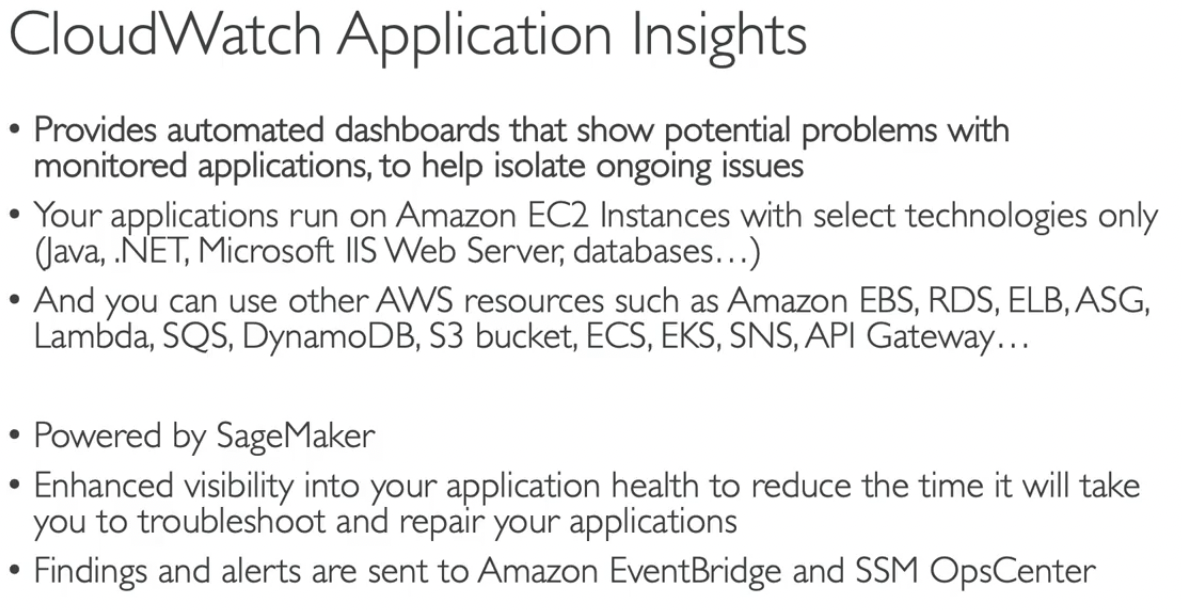 CloudWatch Application Insights
• Provides automated dashboards that show potential problems with
monitored applications, to help isolate ongoing issues
• Your applications run on Amazon EC2 Instances with select technologies only
(Java, .NET, Microsoft IIS Web Server, databases…)
• And you can use other AWS resources such as Amazon EBS, RDS, ELB, ASG,
Lambda, SQS, DynamoDB, S3 bucket, ECS, EKS, SNS, API Gateway…
• Powered by SageMaker
• Enhanced visibility into your application health to reduce the time it will take
you to troubleshoot and repair your applications
• Findings and alerts are sent to Amazon EventBridge and SSM OpsCenter